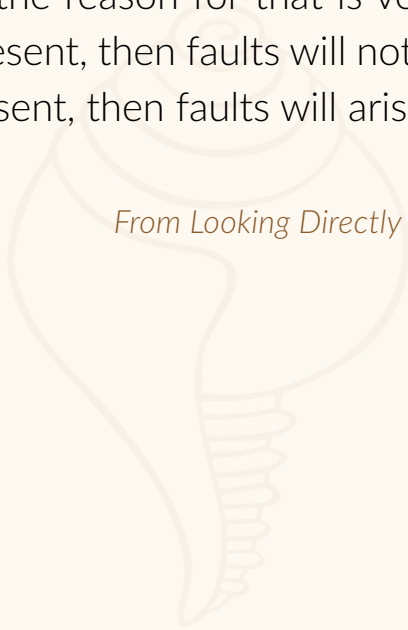 the reason for that is ve
esent, then faults will not
sent, then faults will aris
From Looking Directly